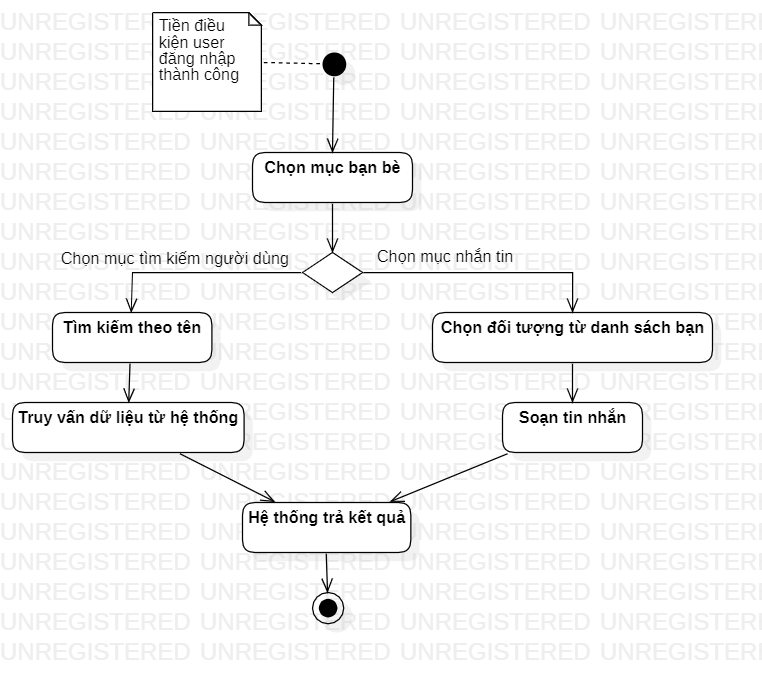 Tiền điều
kiện user
đăng nhập
thành công
Chọn mục bạn bè
Chọn mục tìm kiếm người dùng
Chọn mục nhắn tin
Tìm kiếm theo tên
Chọn đối tượng từ danh sách bạn
Truy vấn dữ liệu từ hệ thống
Soạn tin nhắn
Hệ thống trả kết quả
UNREGISTERED